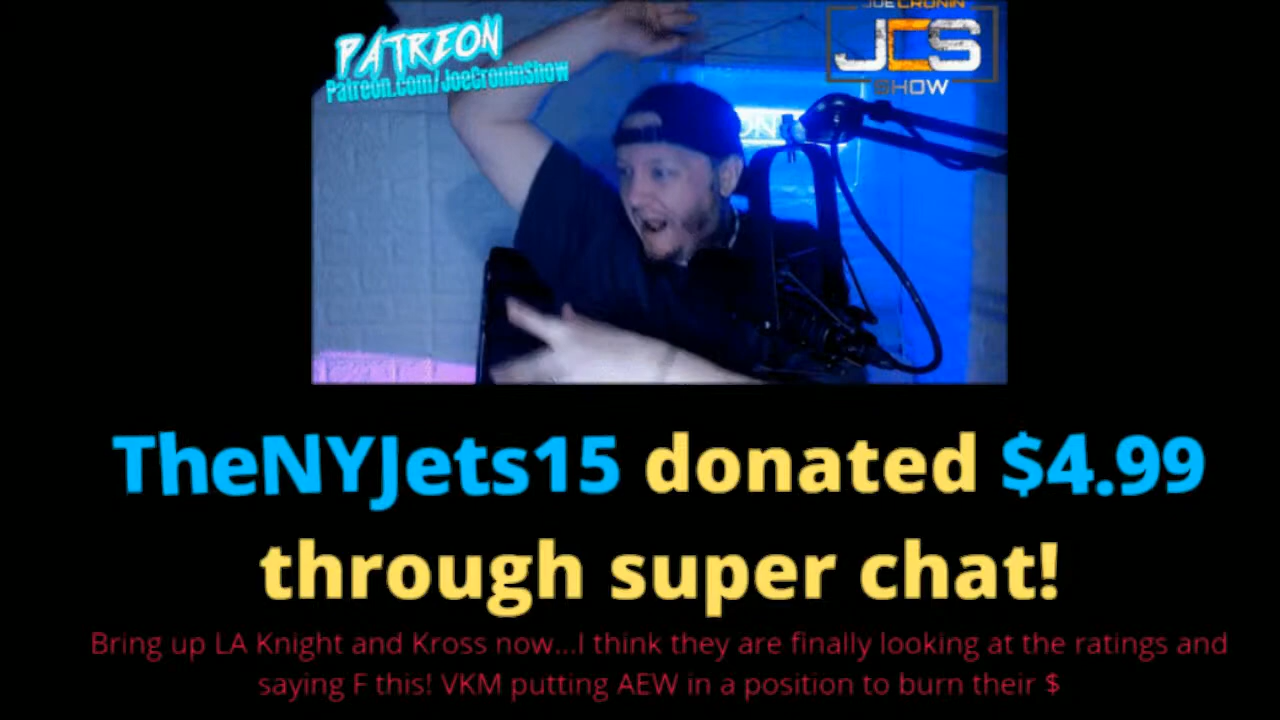 PATREON
Patreon.com/JoeCroninShow
JOE CRONIN
JCS
SHOW
TheNYJets15 donated $4.99
through super chat!
Bring up LA Knight and Kross now...I think they are finally looking at the ratings and
saying F this! VKM putting AEW in a position to burn their $